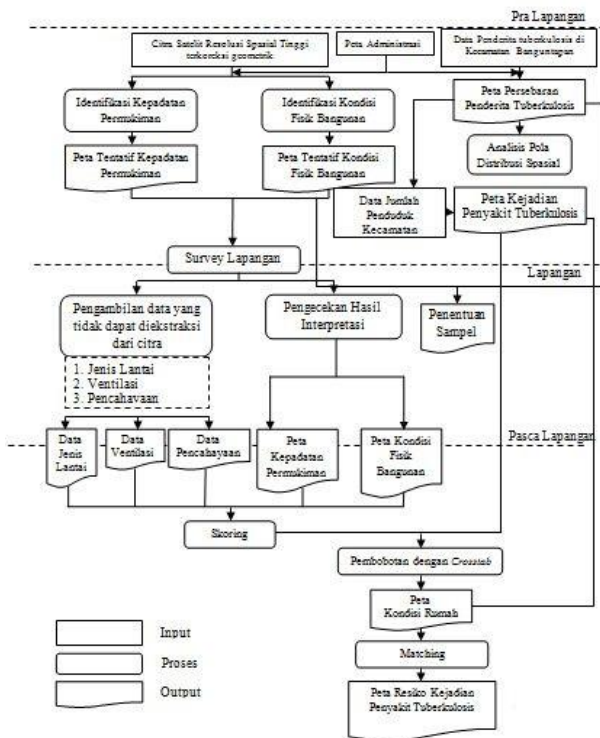 Pra Lapangan
Citra Satelit Resolusi Spasial Tinggi
terkoreksi geometrik
Peta Administrasi
Data Penderita tuberkulosis di
Kecamatan Banguntapan
Identifikasi Kepadatan
Permukiman
Identifikasi Kondisi
Fisik Bangunan
Peta Persebaran
Penderita Tuberkulosis
Analisis Pola
Distribusi Spasial
Peta Tentatif Kepadatan
Permukiman
Peta Tentatif Kondisi
Fisik Bangunan
Data Jumlah
Penduduk
Kecamatan
Peta Kejadian
Penyakit Tuberkulosis
Survey Lapangan
Lapangan
Pengambilan data yang
tidak dapat diekstraksi
dari citra
Pengecekan Hasil
Interpretasi
Penentuan
Sampel
1. Jenis Lantai
2. Ventilasi
3. Pencahayaan
Pasca Lapangan
Data
Jenis
Lantai
Data
Ventilasi
Data
Pencahayaan
Peta
Kepadatan
Permukiman
Peta Kondisi
Fisik
Bangunan
Skoring
Pembobotan dengan Crosstab
Peta
Kondisi Rumah
Matching
Peta Resiko Kejadian
Penyakit Tuberkulosis
Input
Proses
Output